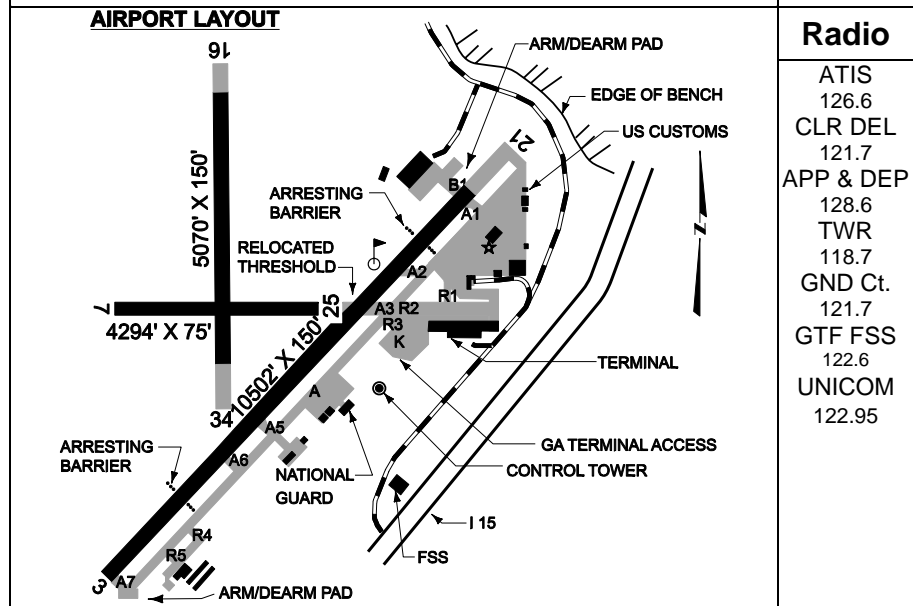 AIRPORT LAYOUT
16
ARM/DEARM PAD
EDGE OF BENCH
US CUSTOMS
21
B1
A1
ARRESTING
BARRIER
5070' X 150'
RELOCATED
THRESHOLD
A2
N
R1
7
25
A3 R2
R3
K
4294' X 75'
10502' X 150'
TERMINAL
A
34
A5
ARRESTING
BARRIER
A6
GA TERMINAL ACCESS
CONTROL TOWER
NATIONAL
GUARD
I 15
R4
FSS
R5
3
A7
ARM/DEARM PAD
Radio
ATIS
126.6
CLR DEL
121.7
APP & DEP
128.6
TWR
118.7
GND Ct.
121.7
GTF FSS
122.6
UNICOM
122.95